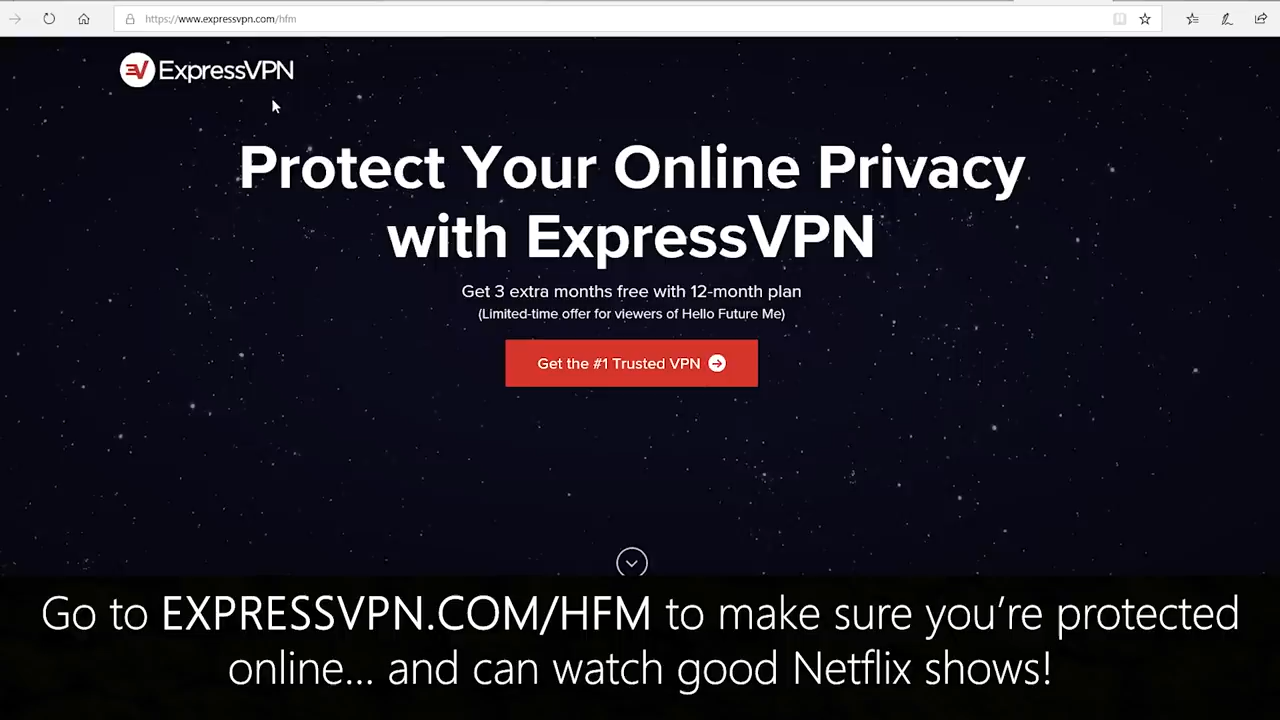 https://www.expressvpn.com/hfm
ExpressVPN
Protect Your Online Privacy
with ExpressVPN
Get 3 extra months free with 12-month plan
(Limited-time offer for viewers of Hello Future Me)
Get the #1 Trusted VPN
Go to EXPRESSVPN.COM/HFM to make sure you're protected
online... and can watch good Netflix shows!